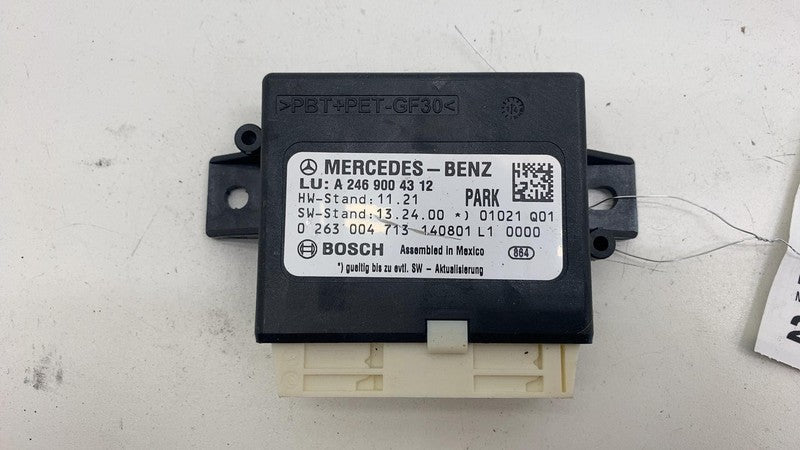 >PBT+PET-GF30<
MERCEDES-BENZ
LU: A 246 900 43 12 PARK
HW-Stand: 11.21
SW-Stand: 13.24.00 *) 01021 Q01
0 263 004 713 140801 L1 0000
BOSCH Assembled in Mexico 864
*) gueltig bis zu evtl. SW - Aktualisierung